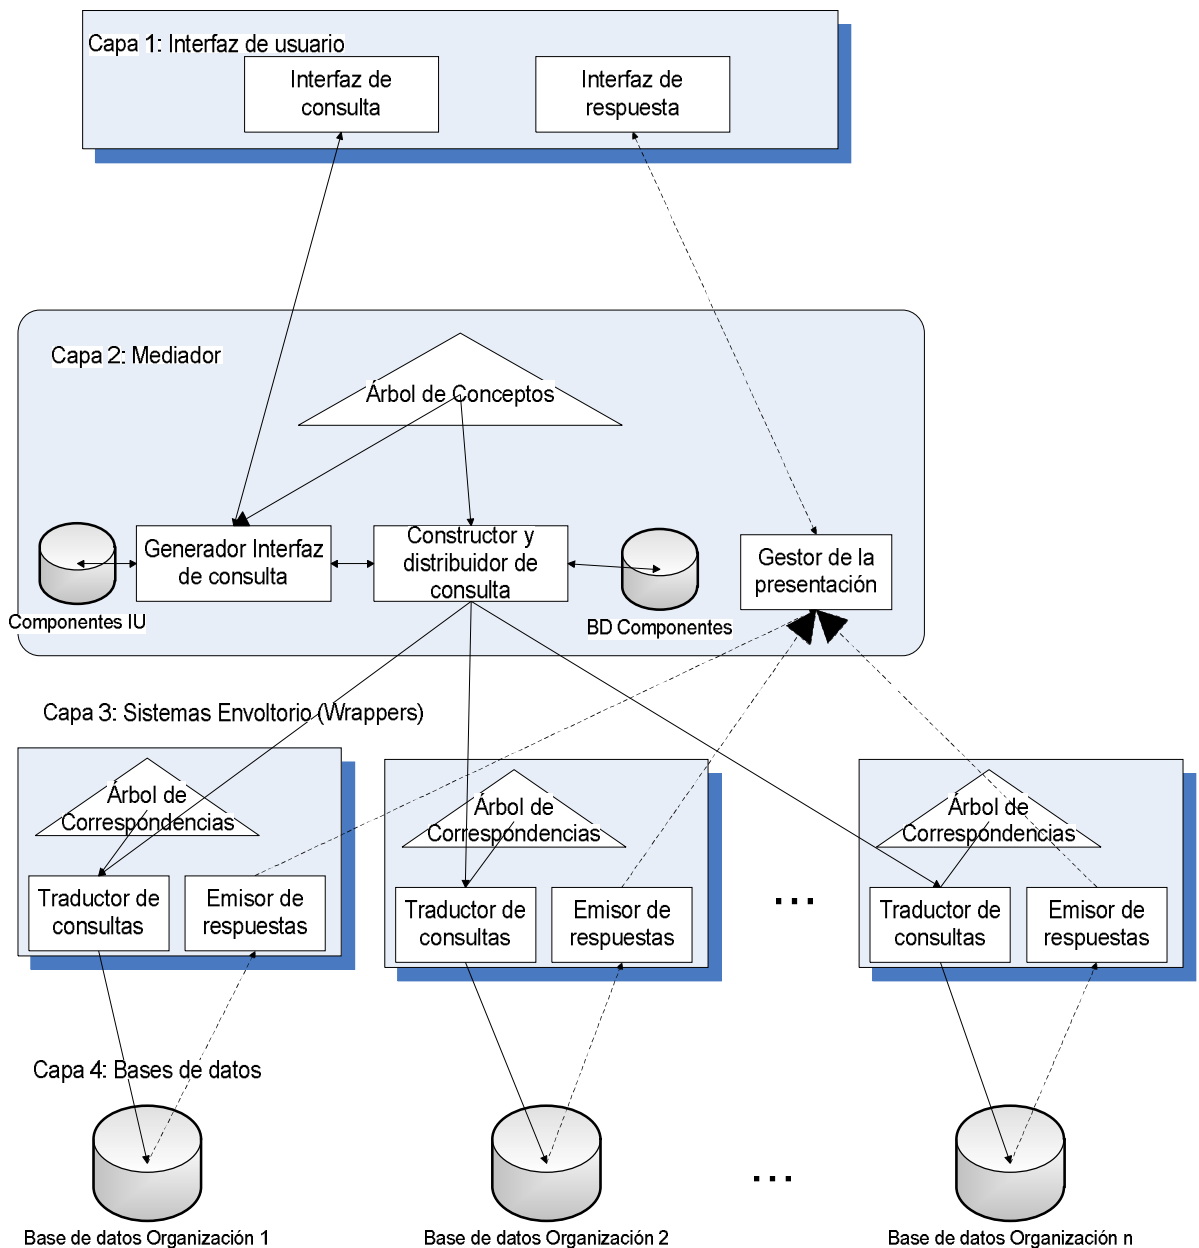 Capa 1: Interfaz de usuario
Interfaz de
consulta
Interfaz de
respuesta
Capa 2: Mediador
Árbol de Conceptos
Generador Interfaz
de consulta
Constructor y
distribuidor de
consulta
Gestor de la
presentación
Componentes IU
BD Componentes
Capa 3: Sistemas Envoltorio (Wrappers)
Árbol de
Correspondencias
Traductor de
consultas
Emisor de
respuestas
Árbol de
Correspondencias
Traductor de
consultas
Emisor de
respuestas
...
Árbol de
Correspondencias
Traductor de
consultas
Emisor de
respuestas
Capa 4: Bases de datos
...
Base de datos Organización 1
Base de datos Organización 2
Base de datos Organización n